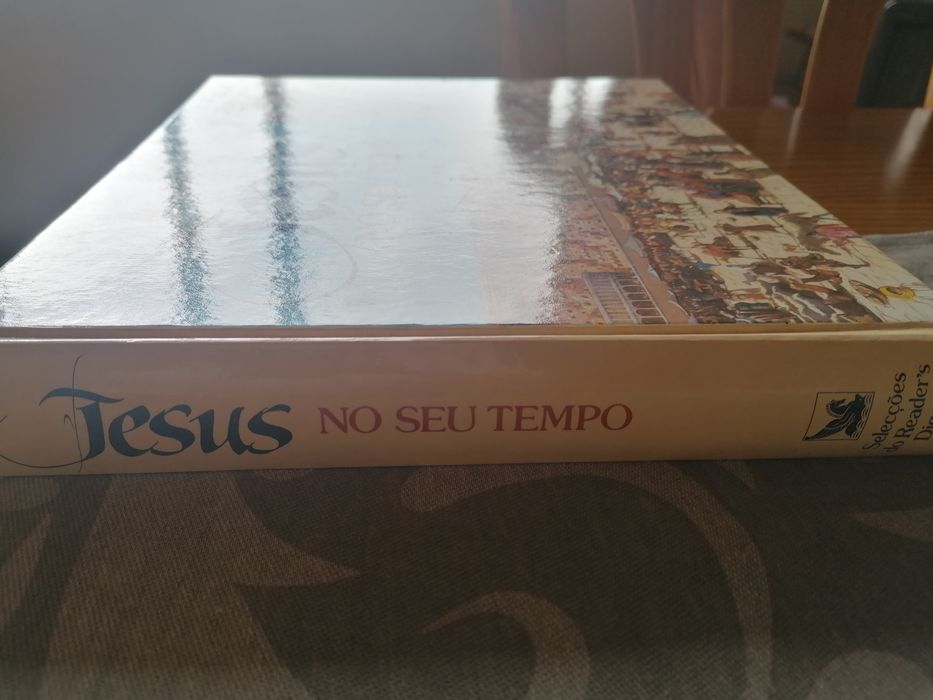 Jesus NO SEU TEMPO
Selecções
do Reader's